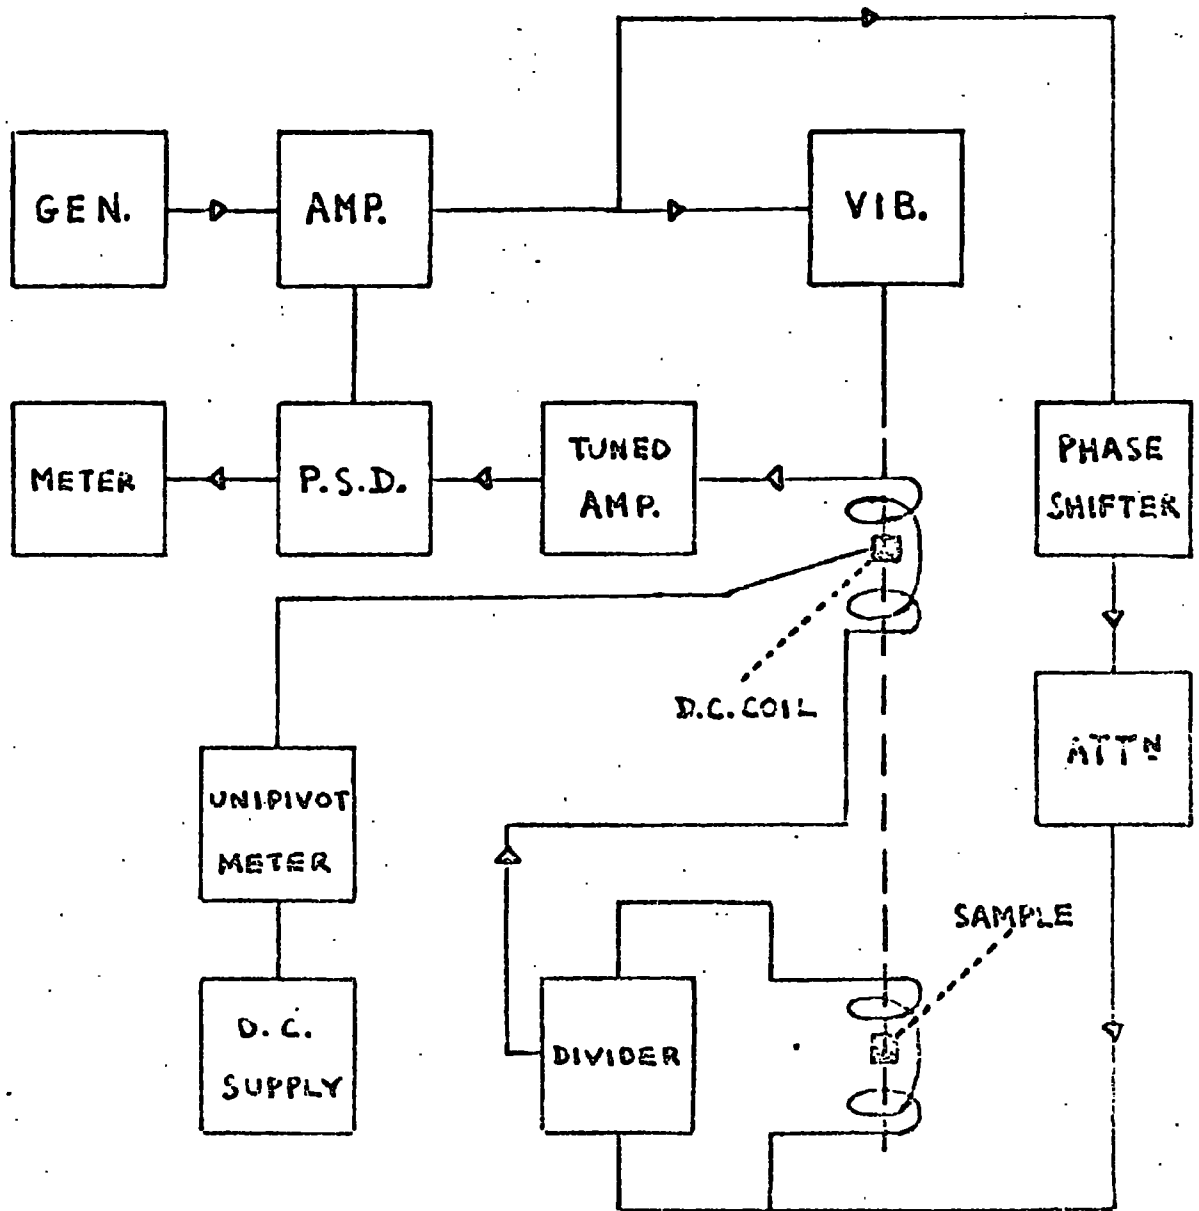 GEN.
AMP.
VIB.
METER
P.S.D.
TUNED
AMP.
PHASE
SHIFTER
D.C. COIL
ATTN
UNIPIVOT
METER
SAMPLE
D.C.
SUPPLY
DIVIDER